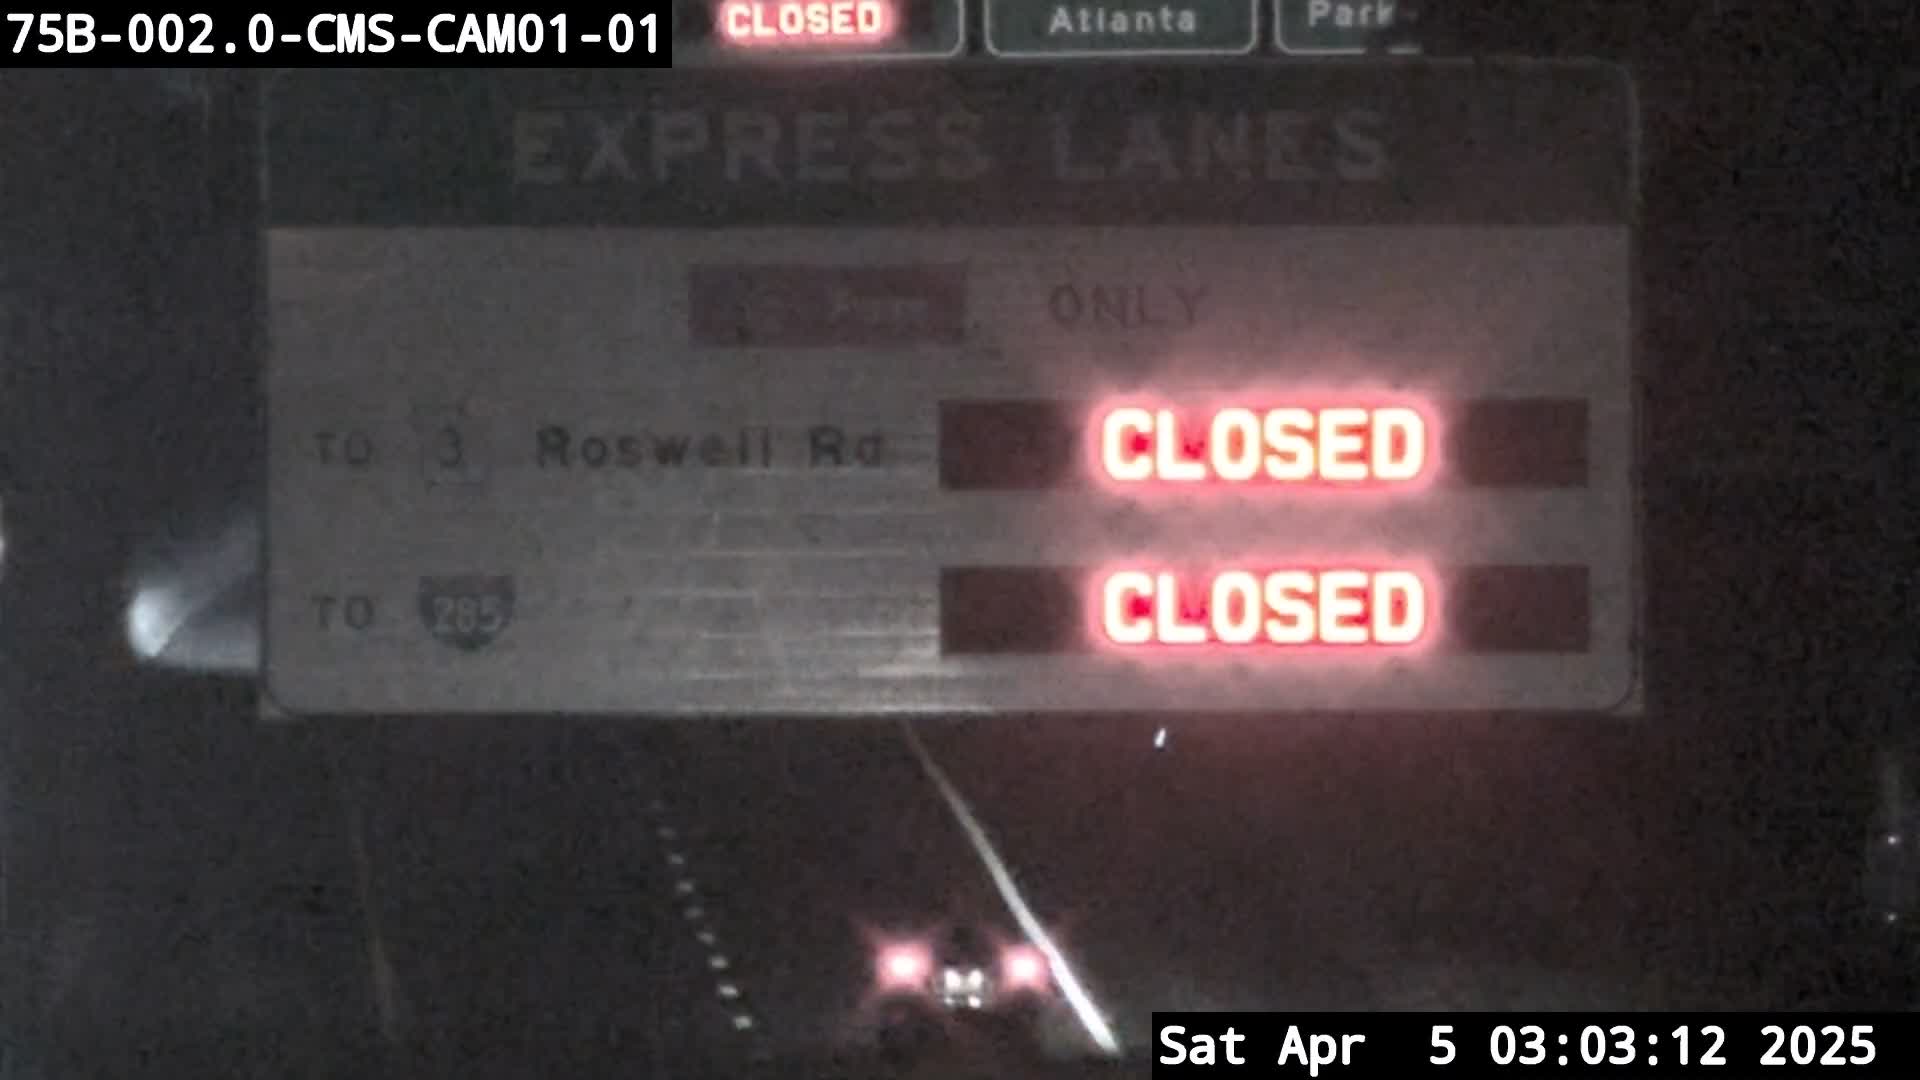 75B-002.0-CMS-CAM01-01
CLOSED
Atlanta
Park
EXPRESS LANES
ONLY
TO 3 Roswell Rd CLOSED
TO 285 CLOSED
Sat Apr 5 03:03:12 2025